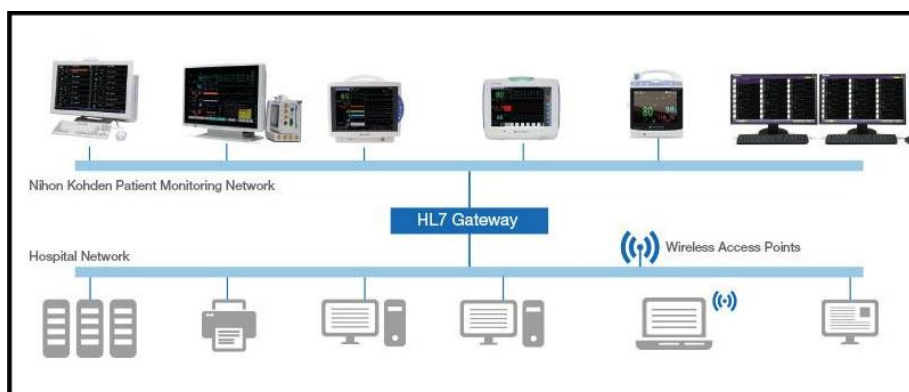 Nihon Kohden Patient Monitoring Network
HL7 Gateway
Hospital Network
Wireless Access Points